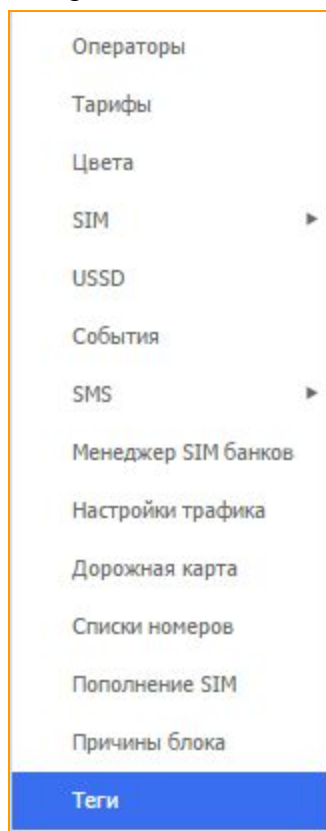 Операторы
Тарифы
Цвета
SIM
USSD
События
SMS
Менеджер SIM банков
Настройки трафика
Дорожная карта
Списки номеров
Пополнение SIM
Причины блока
Теги